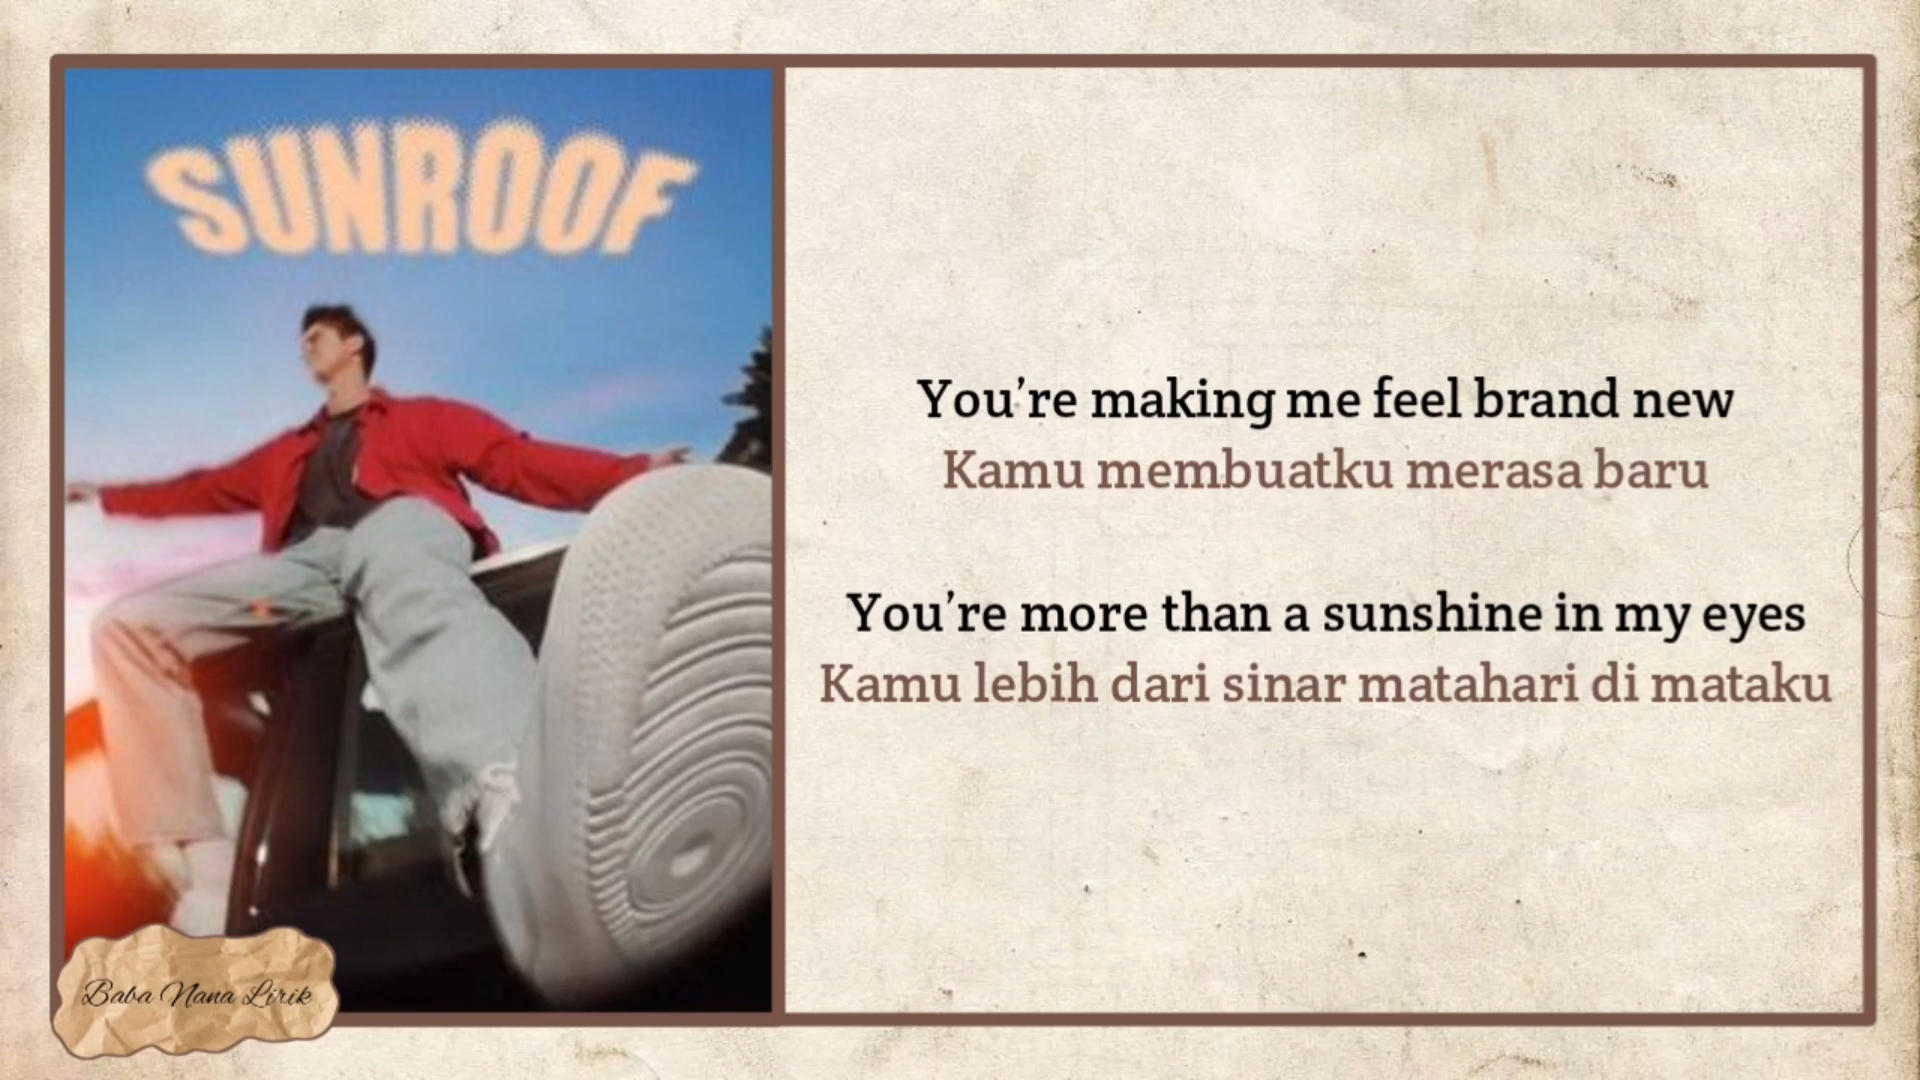 SUNROOF
You're making me feel brand new
Kamu membuatku merasa baru
You're more than a sunshine in my eyes
Kamu lebih dari sinar matahari di mataku
Baba Nana Lirik